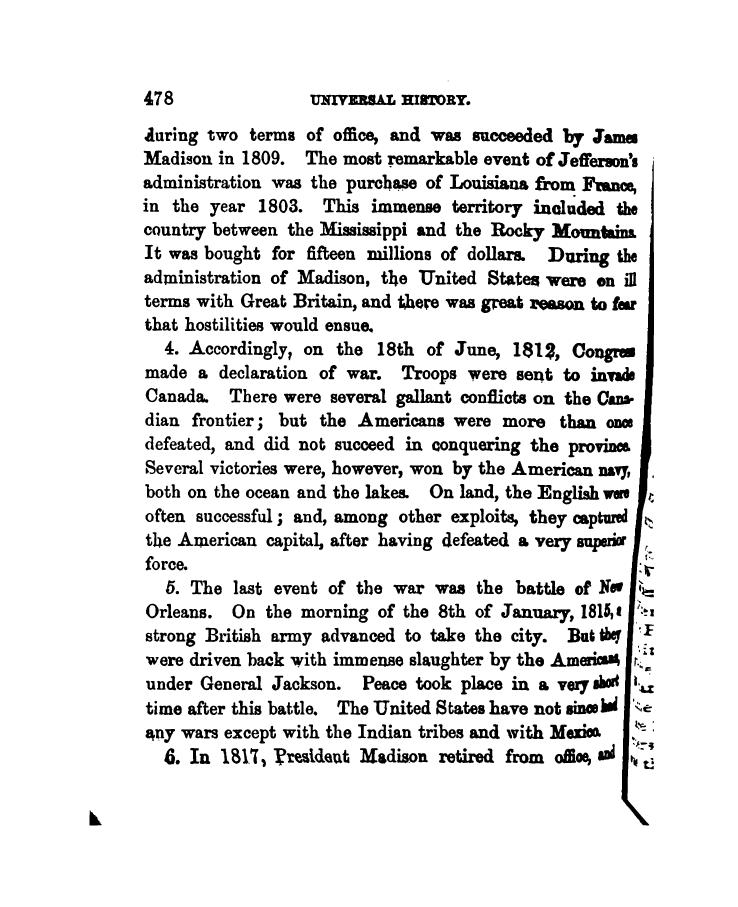 478 UNIVERSAL HISTORY.
during two terms of office, and was succeeded by James
Madison in 1809. The most remarkable event of Jefferson's
administration was the purchase of Louisiana from France,
in the year 1803. This immense territory included the
country between the Mississippi and the Rocky Mountains.
It was bought for fifteen millions of dollars. During the
administration of Madison, the United States were on ill
terms with Great Britain, and there was great reason to fear
that hostilities would ensue.
4. Accordingly, on the 18th of June, 1812, Congress
made a declaration of war. Troops were sent to invade
Canada. There were several gallant conflicts on the Cana-
dian frontier; but the Americans were more than once
defeated, and did not succeed in conquering the province.
Several victories were, however, won by the American navy,
both on the ocean and the lakes. On land, the English were
often successful; and, among other exploits, they captured
the American capital, after having defeated a very superior
force.
5. The last event of the war was the battle of New
Orleans. On the morning of the 8th of January, 1815, a
strong British army advanced to take the city. But they
were driven back with immense slaughter by the Americans,
under General Jackson. Peace took place in a very short
time after this battle. The United States have not since had
any wars except with the Indian tribes and with Mexico.
6. In 1817, President Madison retired from office, and